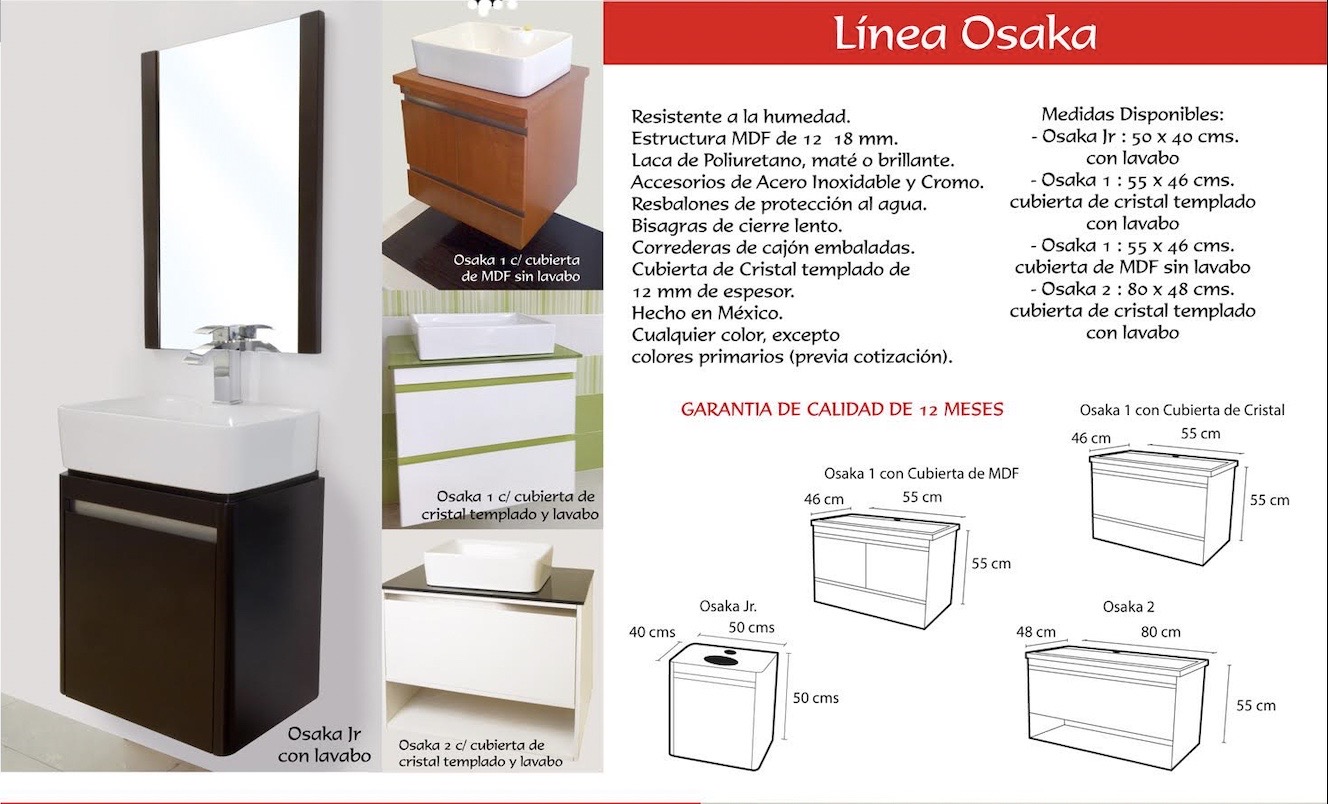 Línea Osaka
Resistente a la humedad.
Estructura MDF de 12  18 mm.
Laca de Poliuretano, maté o brillante.
Accesorios de Acero Inoxidable y Cromo.
Resbalones de protección al agua.
Bisagras de cierre lento.
Correderas de cajón embaladas.
Cubierta de Cristal templado de
12 mm de espesor.
Hecho en México.
Cualquier color, excepto
colores primarios (previa cotización).
Medidas Disponibles:
- Osaka Jr : 50 x 40 cms.
con lavabo
- Osaka 1 : 55 x 46 cms.
cubierta de cristal templado
con lavabo
- Osaka 1 : 55 x 46 cms.
cubierta de MDF sin lavabo
- Osaka 2 : 80 x 48 cms.
cubierta de cristal templado
con lavabo
GARANTIA DE CALIDAD DE 12 MESES
Osaka 1 c/ cubierta
de MDF sin lavabo
Osaka 1 c/ cubierta de
cristal templado y lavabo
Osaka 2 c/ cubierta de
cristal templado y lavabo
Osaka Jr
con lavabo
Osaka 1 con Cubierta de Cristal
46 cm
55 cm
55 cm
Osaka 1 con Cubierta de MDF
46 cm
55 cm
55 cm
Osaka Jr.
40 cms
50 cms
50 cms
Osaka 2
48 cm
80 cm
55 cm